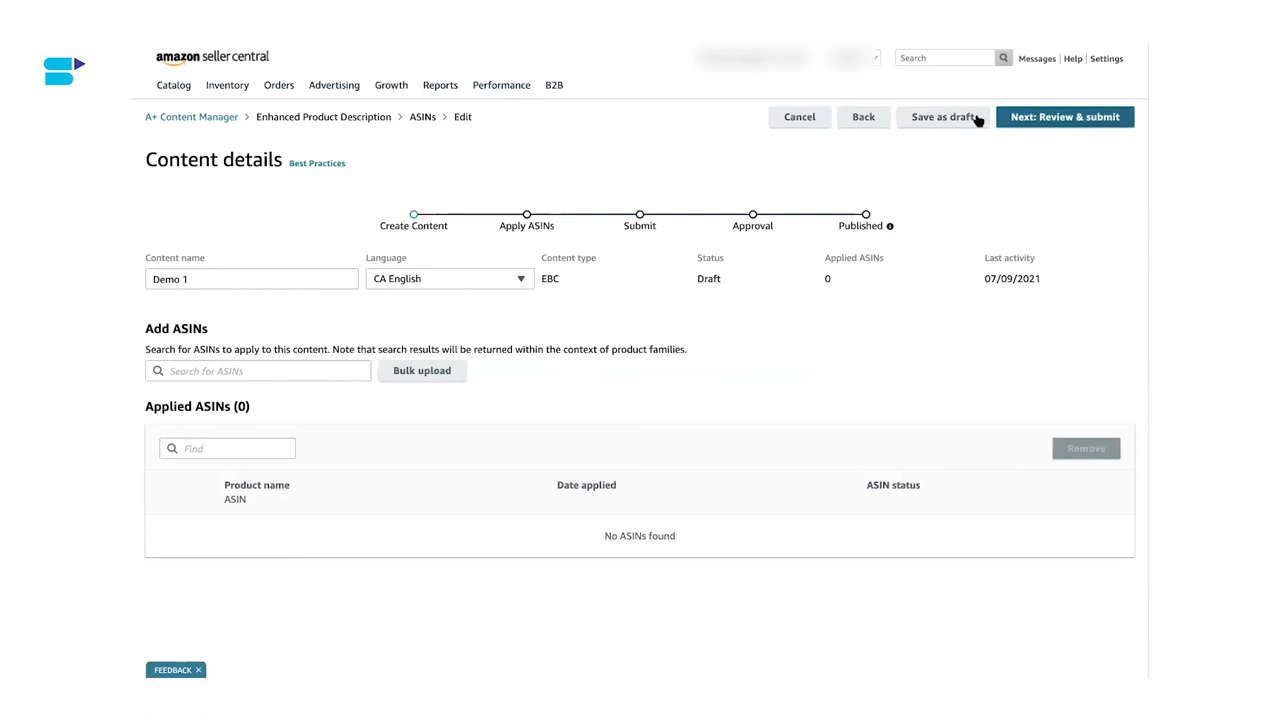 amazon seller central
Search
Messages | Help | Settings
Catalog Inventory Orders Advertising Growth Reports Performance B2B
A+ Content Manager > Enhanced Product Description > ASINs > Edit
Cancel Back Save as draft Next: Review & submit
Content details Best Practices
Create Content Apply ASINs Submit Approval Published
Content name Language Content type Status Applied ASINs Last activity
Demo 1 CA English EBC Draft 0 07/09/2021
Add ASINs
Search for ASINs to apply to this content. Note that search results will be returned within the context of product families.
Search for ASINs Bulk upload
Applied ASINs (0)
Find Remove
Product name Date applied ASIN status
ASIN
No ASINs found
FEEDBACK ×